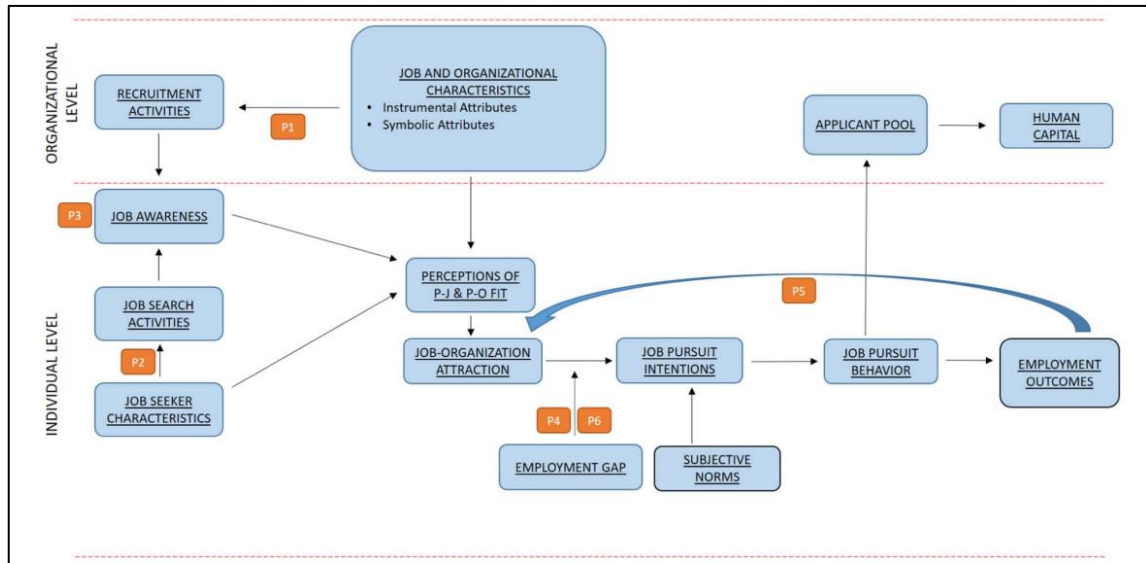 ORGANIZATIONAL
LEVEL
RECRUITMENT
ACTIVITIES
P1
JOB AND ORGANIZATIONAL
CHARACTERISTICS
• Instrumental Attributes
• Symbolic Attributes
APPLICANT POOL
HUMAN
CAPITAL
INDIVIDUAL LEVEL
P3
JOB AWARENESS
JOB SEARCH
ACTIVITIES
P2
JOB SEEKER
CHARACTERISTICS
PERCEPTIONS OF
P-J & P-O FIT
P5
JOB-ORGANIZATION
ATTRACTION
JOB PURSUIT
INTENTIONS
JOB PURSUIT
BEHAVIOR
EMPLOYMENT
OUTCOMES
P4
P6
EMPLOYMENT GAP
SUBJECTIVE
NORMS